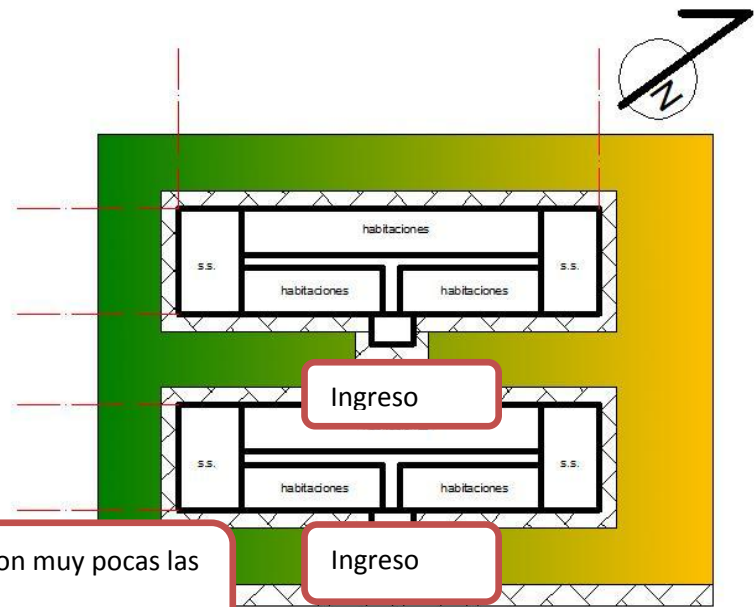 N
habitaciones
s.s.
s.s.
habitaciones
habitaciones
Ingreso
s.s.
s.s.
habitaciones
habitaciones
on muy pocas las
Ingreso